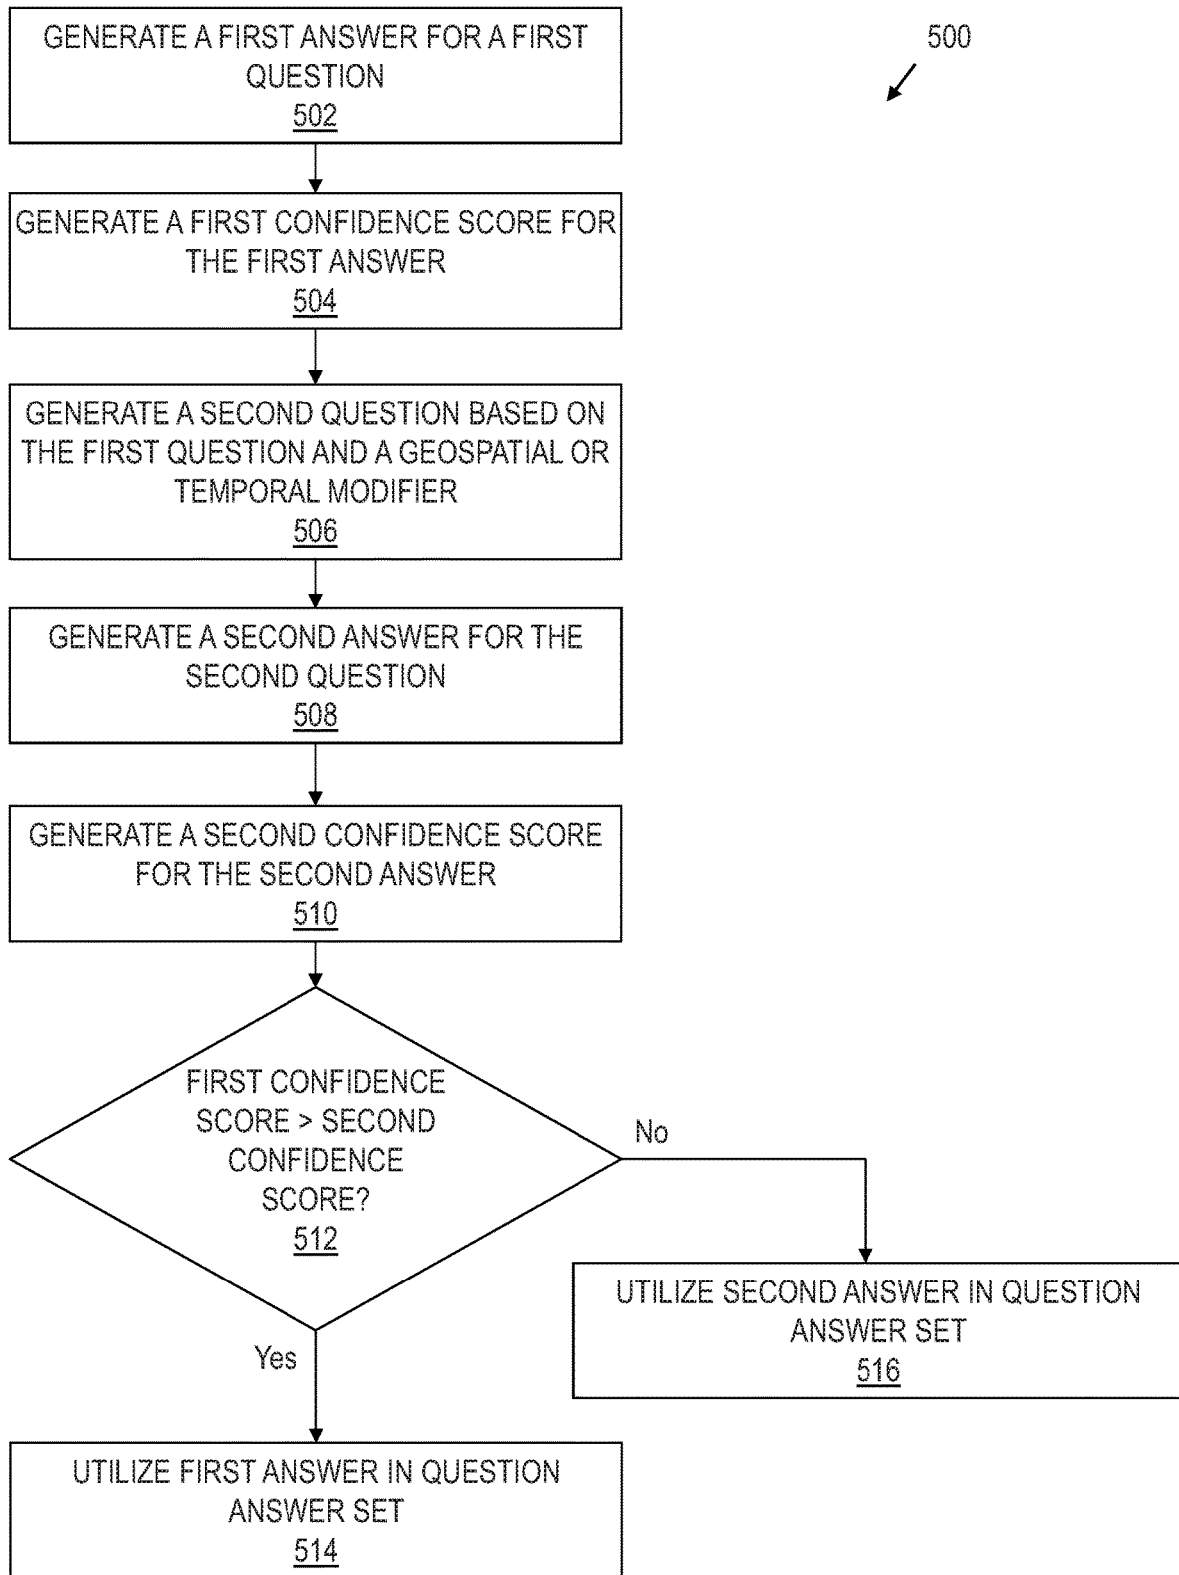 GENERATE A FIRST ANSWER FOR A FIRST
QUESTION
502
500
GENERATE A FIRST CONFIDENCE SCORE FOR
THE FIRST ANSWER
504
GENERATE A SECOND QUESTION BASED ON
THE FIRST QUESTION AND A GEOSPATIAL OR
TEMPORAL MODIFIER
506
GENERATE A SECOND ANSWER FOR THE
SECOND QUESTION
508
GENERATE A SECOND CONFIDENCE SCORE
FOR THE SECOND ANSWER
510
FIRST CONFIDENCE
SCORE > SECOND
CONFIDENCE
SCORE?
512
No
UTILIZE SECOND ANSWER IN QUESTION
ANSWER SET
516
Yes
UTILIZE FIRST ANSWER IN QUESTION
ANSWER SET
514